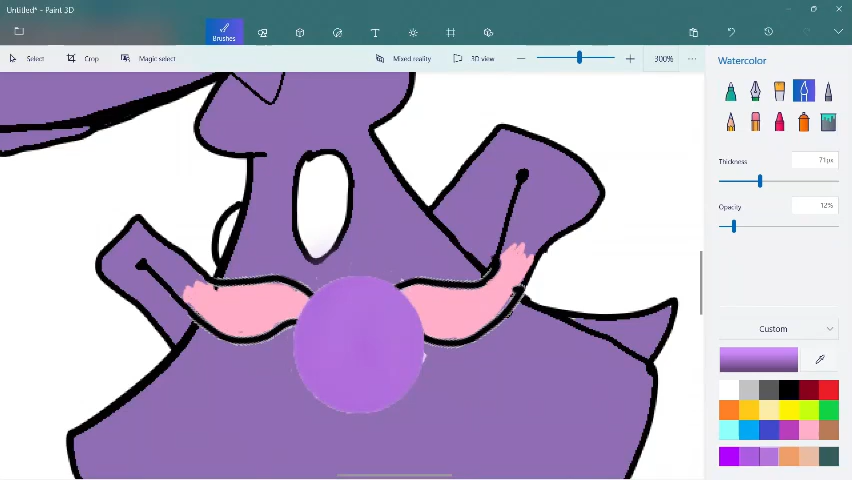 Untitled* - Paint 3D
Brushes
Select
Crop
Magic select
Mixed reality
3D view
300%
Watercolor
Thickness
71px
Opacity
12%
Custom